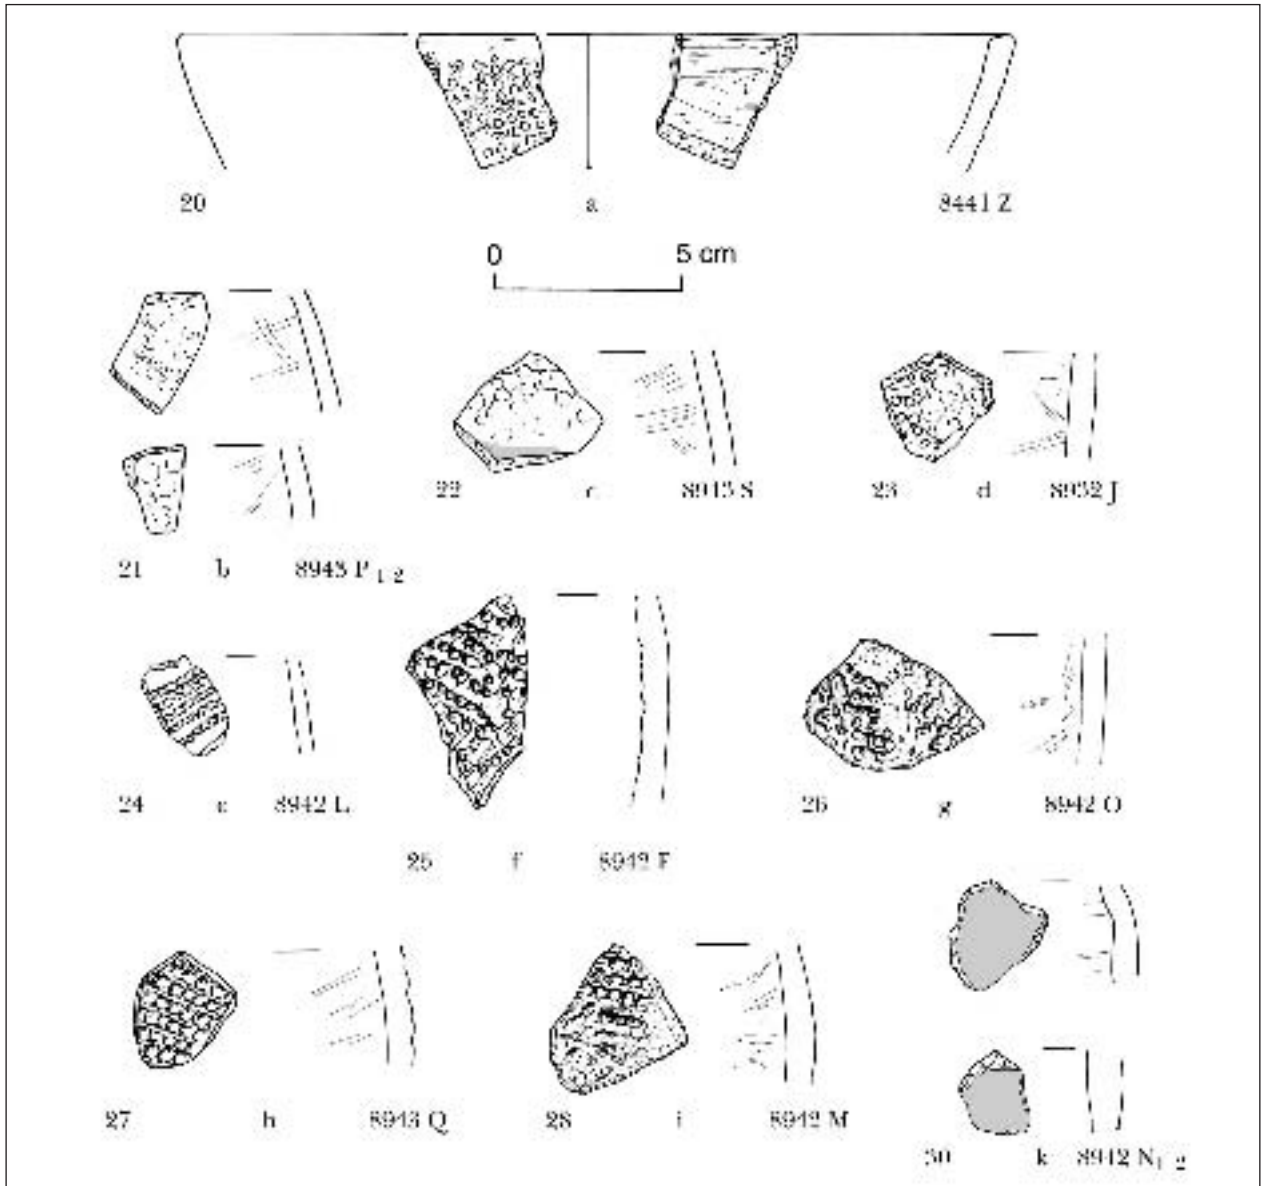 20 a 8441 Z
0 5 cm
22 c 8943 S
23 d 8932 J
21 b 8943 P 1-2
24 e 8942 L
25 f 8942 F
26 g 8942 O
27 h 8943 Q
28 i 8942 M
30 k 8942 N1-2